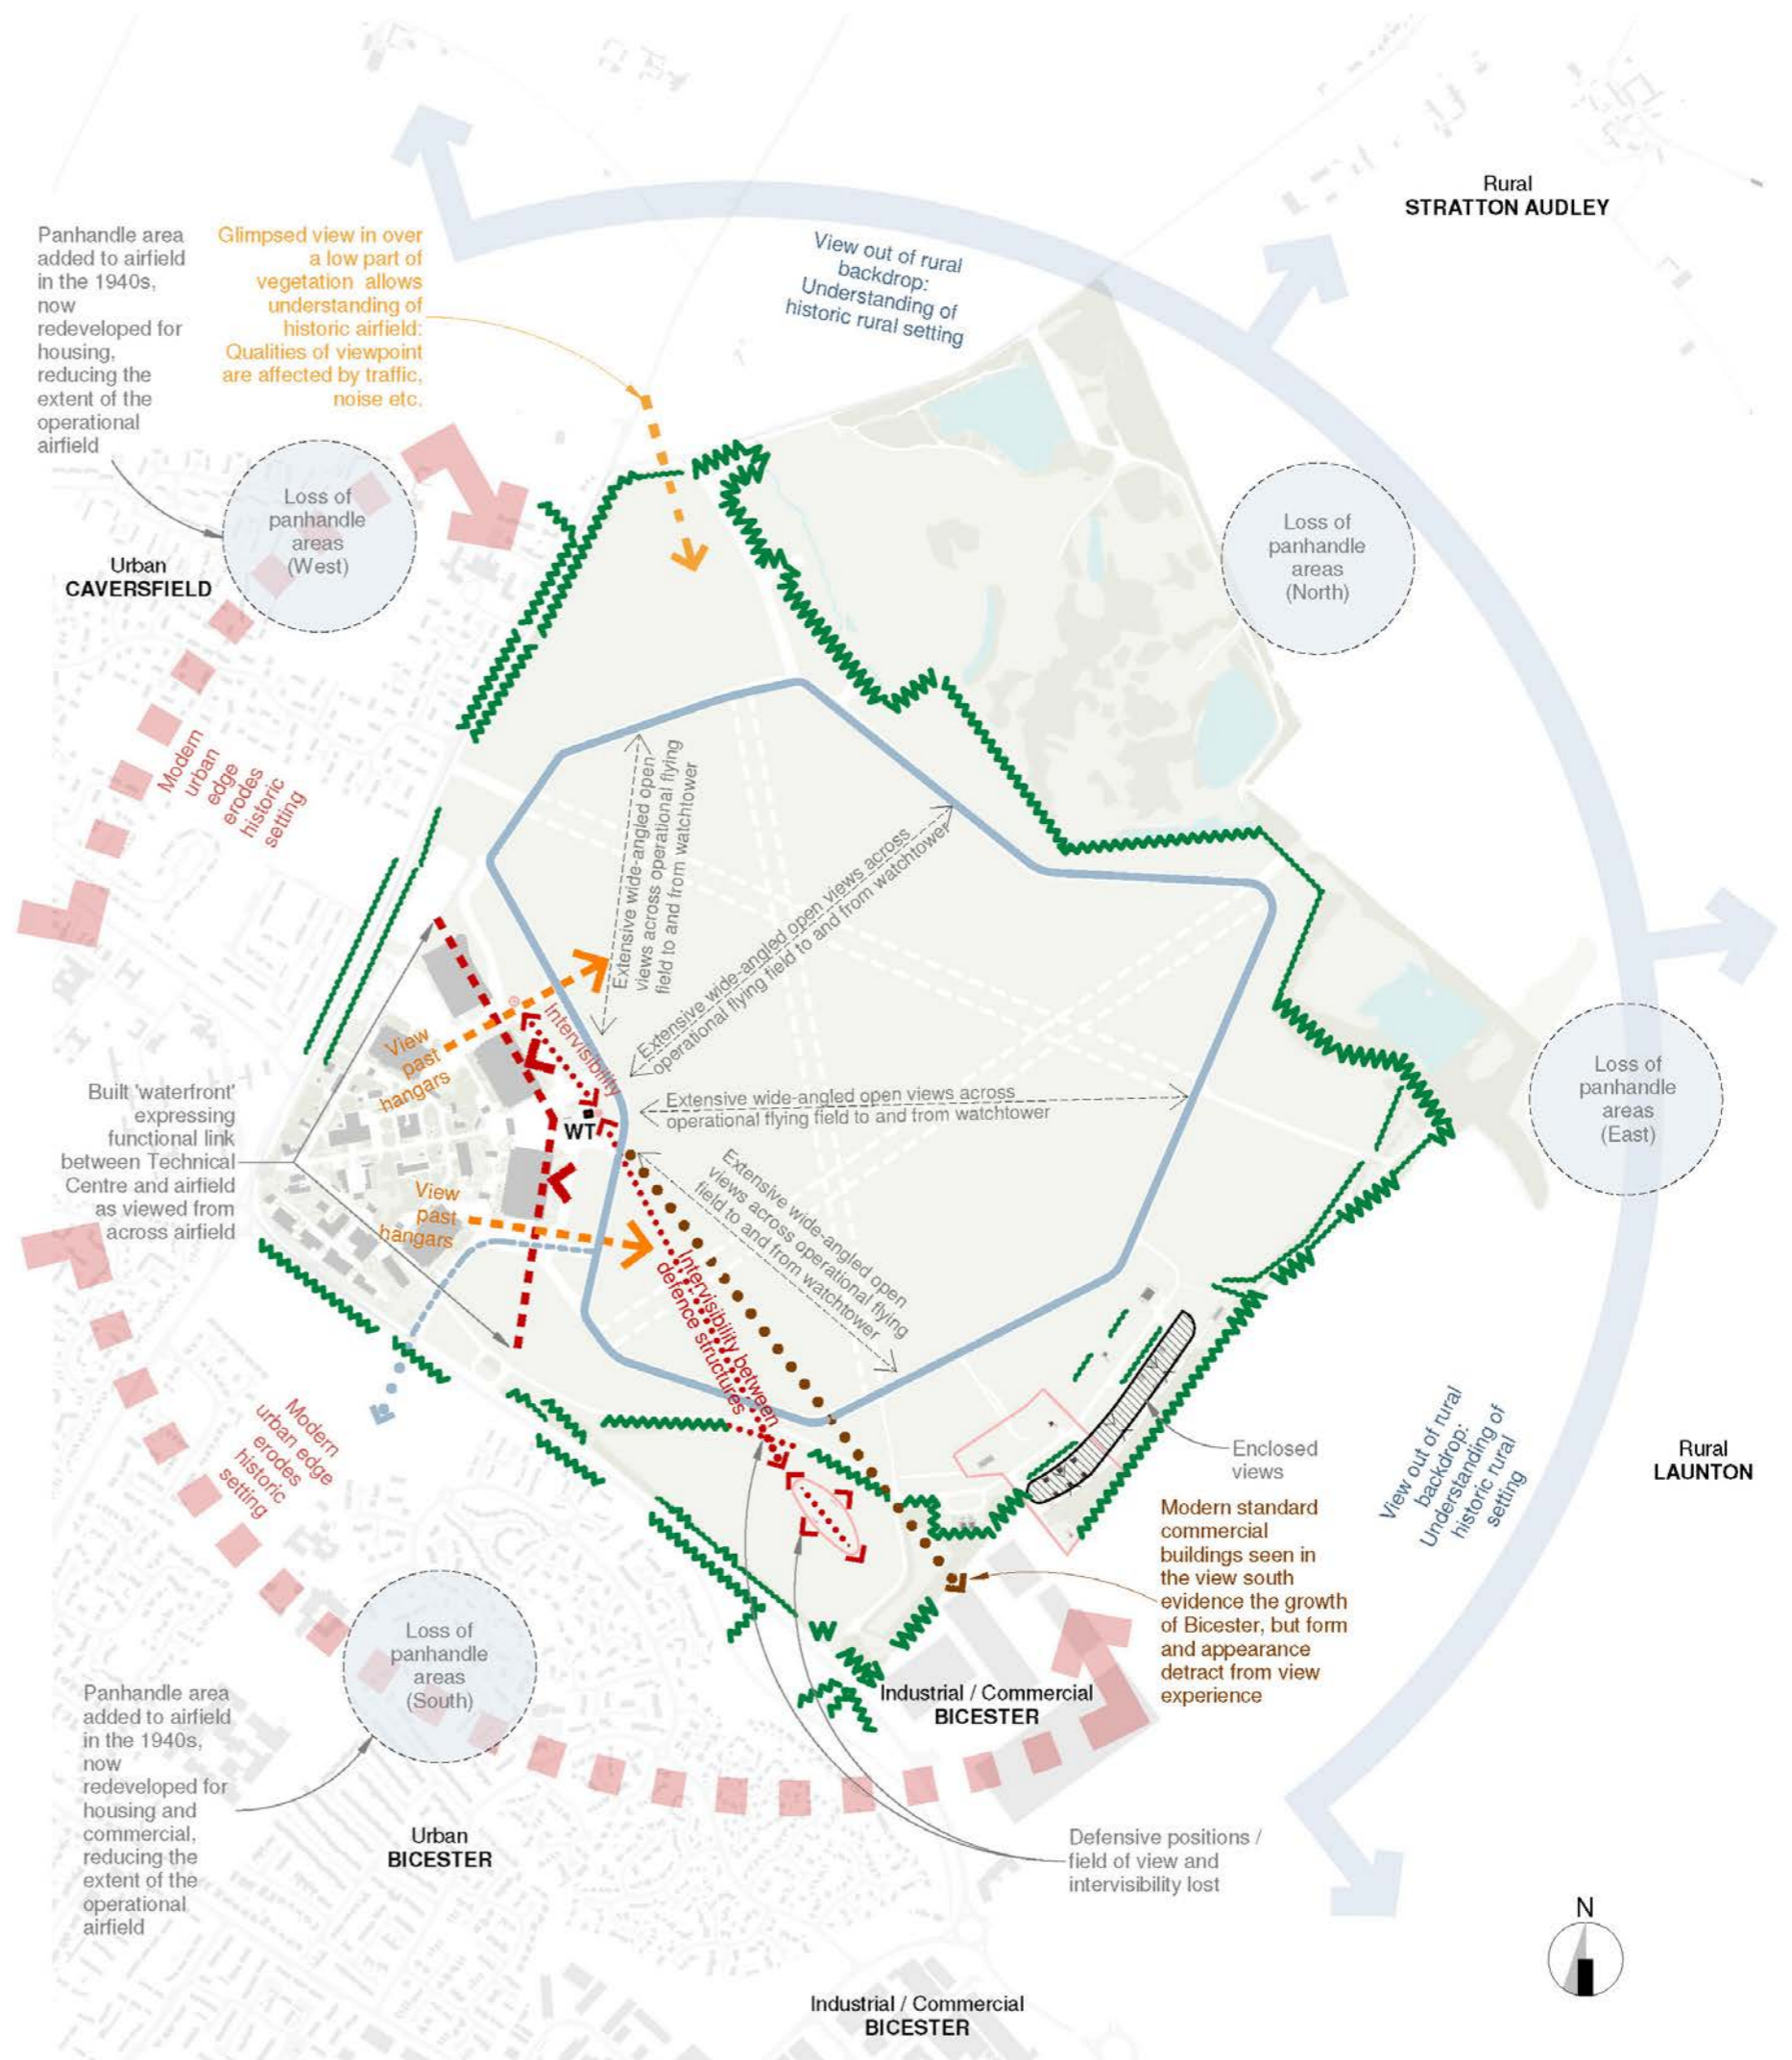 Rural
STRATTON AUDLEY
Panhandle area
added to airfield
in the 1940s,
now
redeveloped for
housing,
reducing the
extent of the
operational
airfield
Glimpsed view in over
a low part of
vegetation allows
understanding of
historic airfield:
Qualities of viewpoint
are affected by traffic,
noise etc.
View out of rural
backdrop:
Understanding of
historic rural setting
Loss of
panhandle
areas
(West)
Loss of
panhandle
areas
(North)
Urban
CAVERSFIELD
Modern
urban
edge
erodes
historic
setting
Extensive wide-angled open
views across operational flying
field to and from watchtower
Extensive wide-angled open views across
operational flying field to and from watchtower
Extensive wide-angled open views across
operational flying field to and from watchtower
Extensive wide-angled open
views across operational flying
field to and from watchtower
Intervisibility
View
past
hangars
WT
View
past
hangars
Built 'waterfront'
expressing
functional link
between Technical
Centre and airfield
as viewed from
across airfield
Loss of
panhandle
areas
(East)
Intervisibility between
defence structures
Modern
urban edge
erodes
historic
setting
Enclosed
views
View out of rural
backdrop:
Understanding of
historic rural
setting
Rural
LAUNTON
Modern standard
commercial
buildings seen in
the view south
evidence the growth
of Bicester, but form
and appearance
detract from view
experience
Loss of
panhandle
areas
(South)
Industrial / Commercial
BICESTER
Panhandle area
added to airfield
in the 1940s,
now
redeveloped for
housing and
commercial,
reducing the
extent of the
operational
airfield
Urban
BICESTER
Defensive positions /
field of view and
intervisibility lost
N
Industrial / Commercial
BICESTER